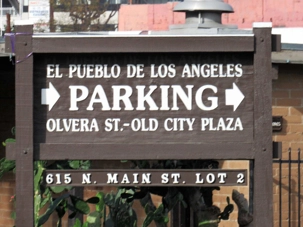 EL PUEBLO DE LOS ANGELES
PARKING
OLVERA ST.-OLD CITY PLAZA
615 N. MAIN ST. LOT 2